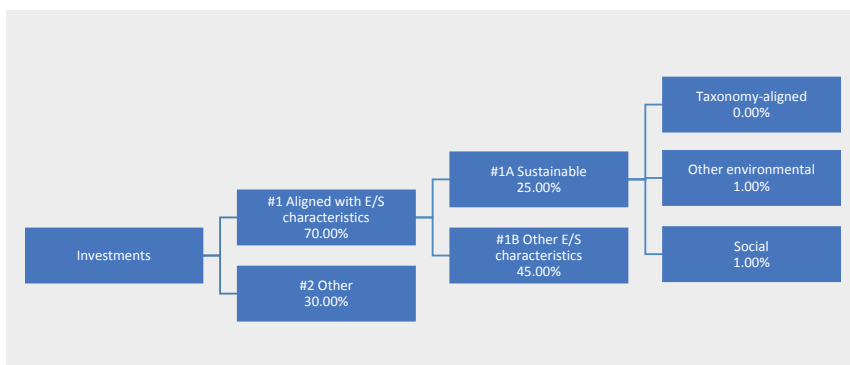 Investments
#1 Aligned with E/S
characteristics
70.00%
#2 Other
30.00%
#1A Sustainable
25.00%
#1B Other E/S
characteristics
45.00%
Taxonomy-aligned
0.00%
Other environmental
1.00%
Social
1.00%